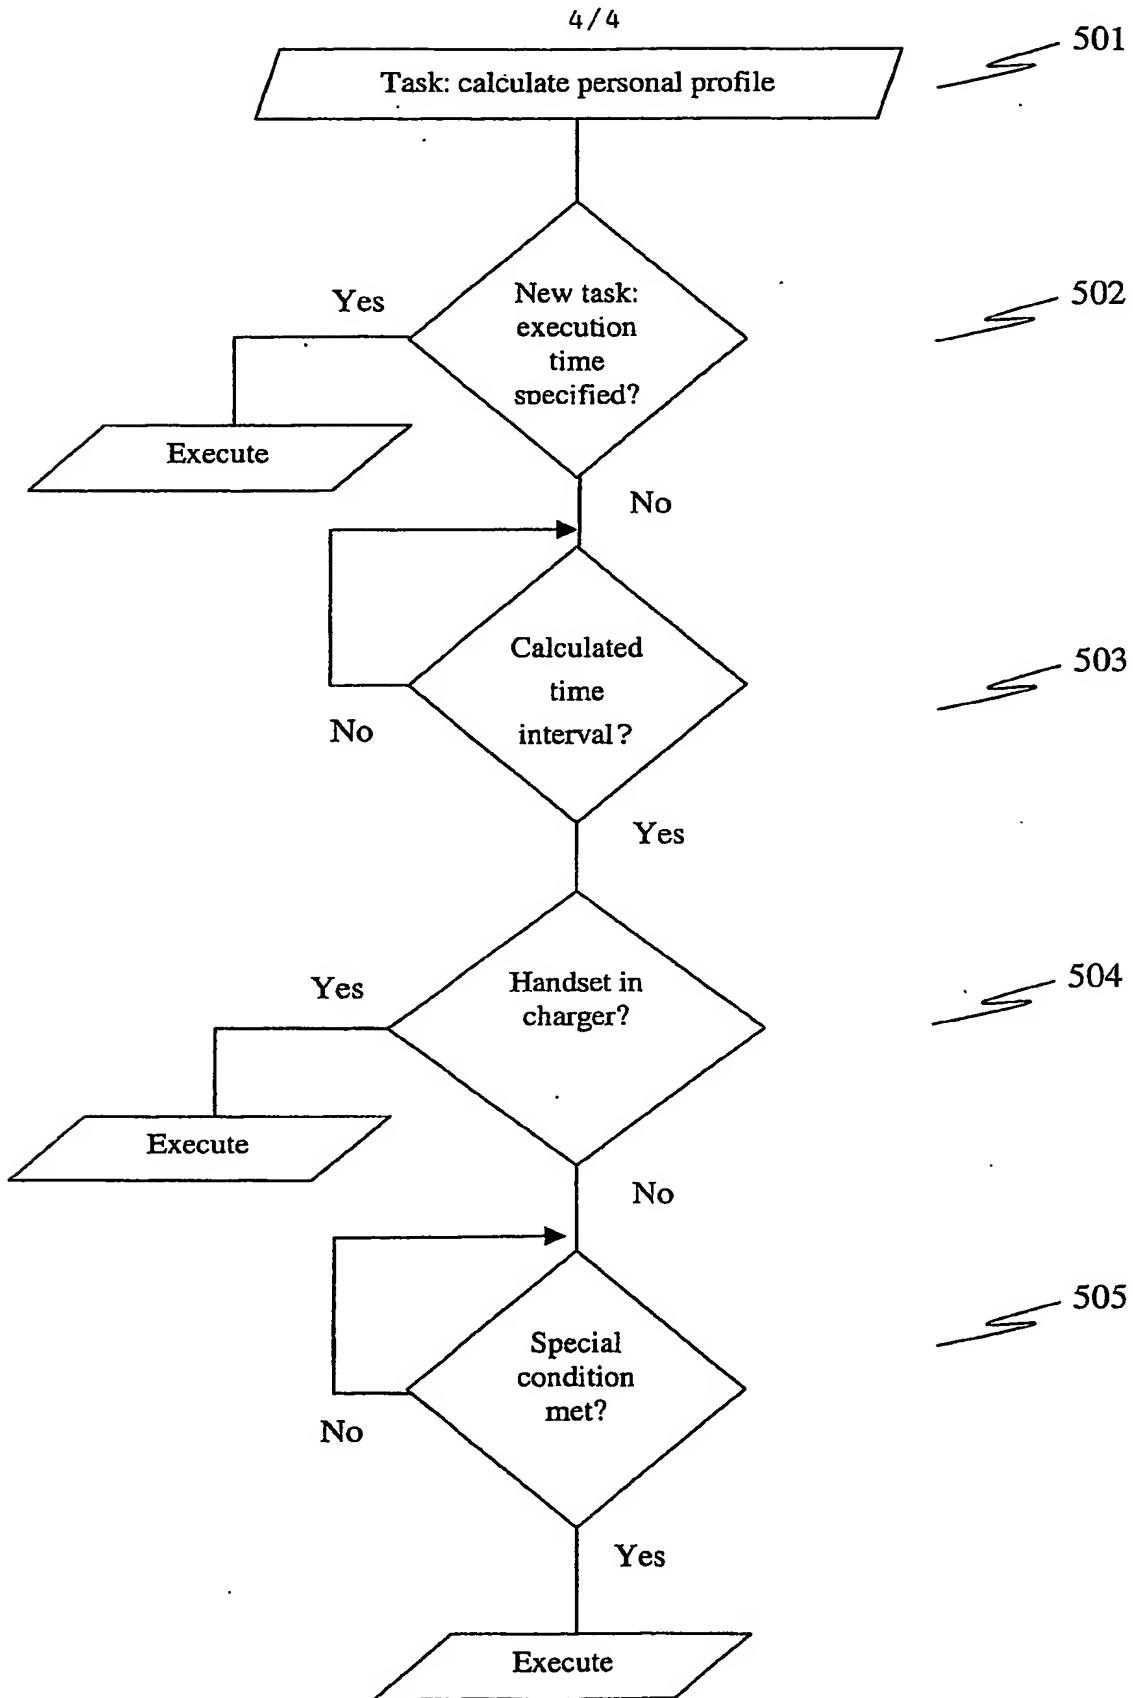 4/4
Task: calculate personal profile
501
New task:
execution
time
specified?
Yes
502
Execute
No
Calculated
time
interval?
503
No
Yes
Handset in
charger?
Yes
504
Execute
No
Special
condition
met?
505
No
Yes
Execute